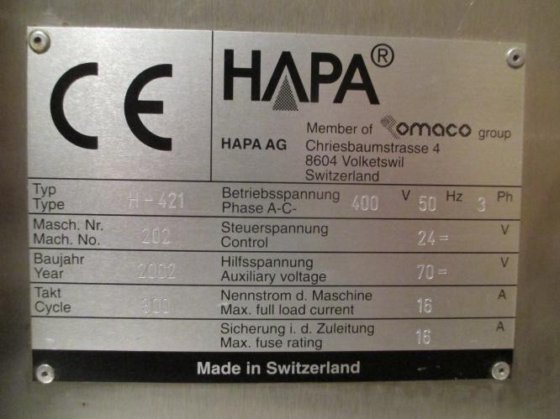 CE
HAPA®
HAPA AG
Member of omaco group
Chriesbaumstrasse 4
8604 Volketswil
Switzerland
Typ
Type H-421
Betriebsspannung
Phase A-C- 400 V 50 Hz 3 Ph
Masch. Nr.
Mach. No. 202
Steuerspannung
Control 24= V
Baujahr
Year 2002
Hilfsspannung
Auxiliary voltage 70= V
Takt
Cycle 300
Nennstrom d. Maschine
Max. full load current 16 A
Sicherung i. d. Zuleitung
Max. fuse rating 16 A
Made in Switzerland